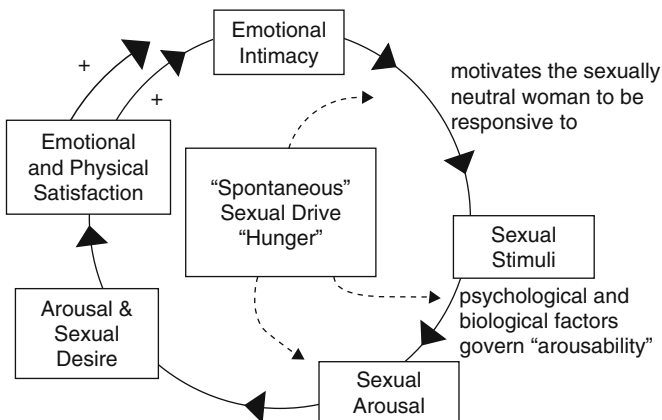 Emotional
Intimacy
+
+
motivates the sexually
neutral woman to be
responsive to
Emotional
and Physical
Satisfaction
“Spontaneous”
Sexual Drive
“Hunger”
Sexual
Stimuli
psychological and
biological factors
govern “arousability”
Arousal &
Sexual
Desire
Sexual
Arousal